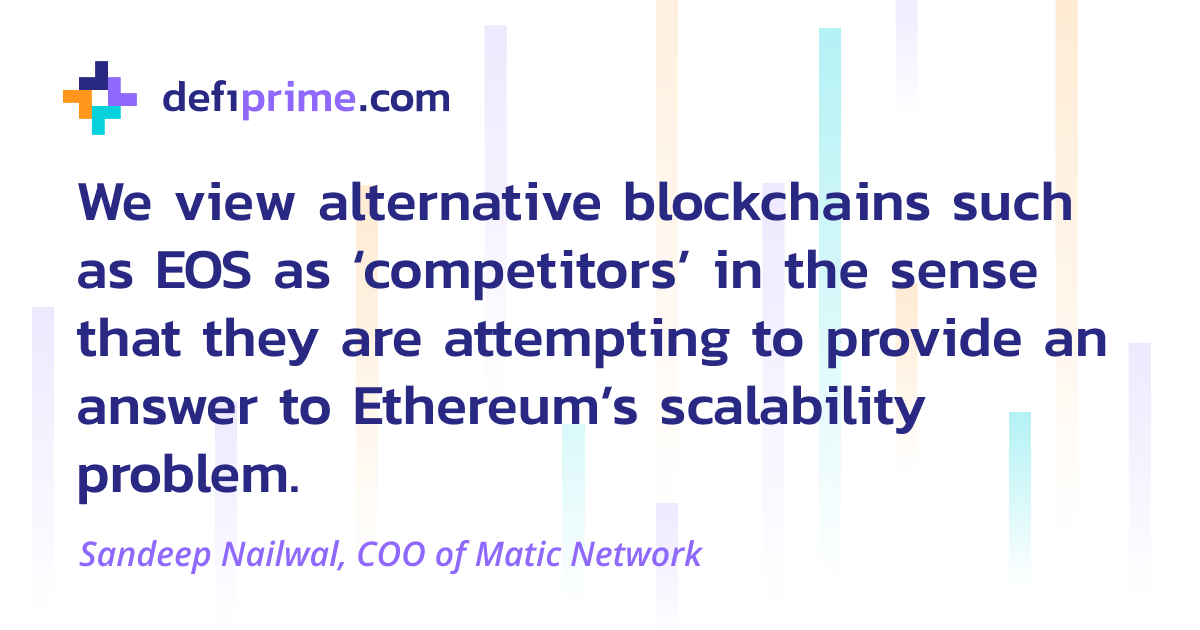 defiprime.com
We view alternative blockchains such
as EOS as ‘competitors’ in the sense
that they are attempting to provide an
answer to Ethereum’s scalability
problem.
Sandeep Nailwal, COO of Matic Network